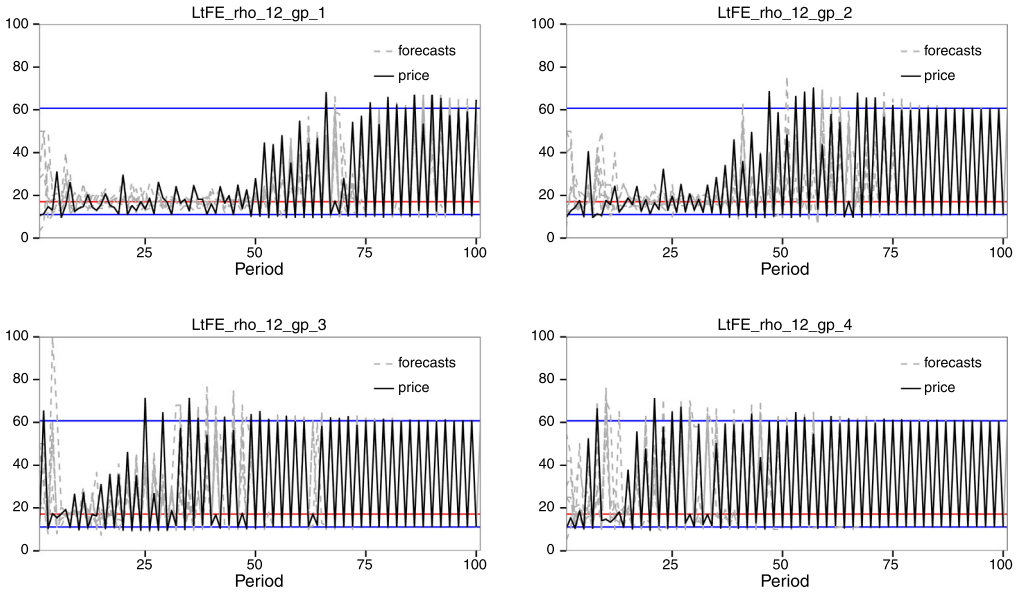 LtFE_rho_12_gp_1
100
80
60
40
20
0
forecasts
price
25
50
75
100
Period
LtFE_rho_12_gp_2
100
80
60
40
20
0
forecasts
price
25
50
75
100
Period
LtFE_rho_12_gp_3
100
80
60
40
20
0
forecasts
price
25
50
75
100
Period
LtFE_rho_12_gp_4
100
80
60
40
20
0
forecasts
price
25
50
75
100
Period